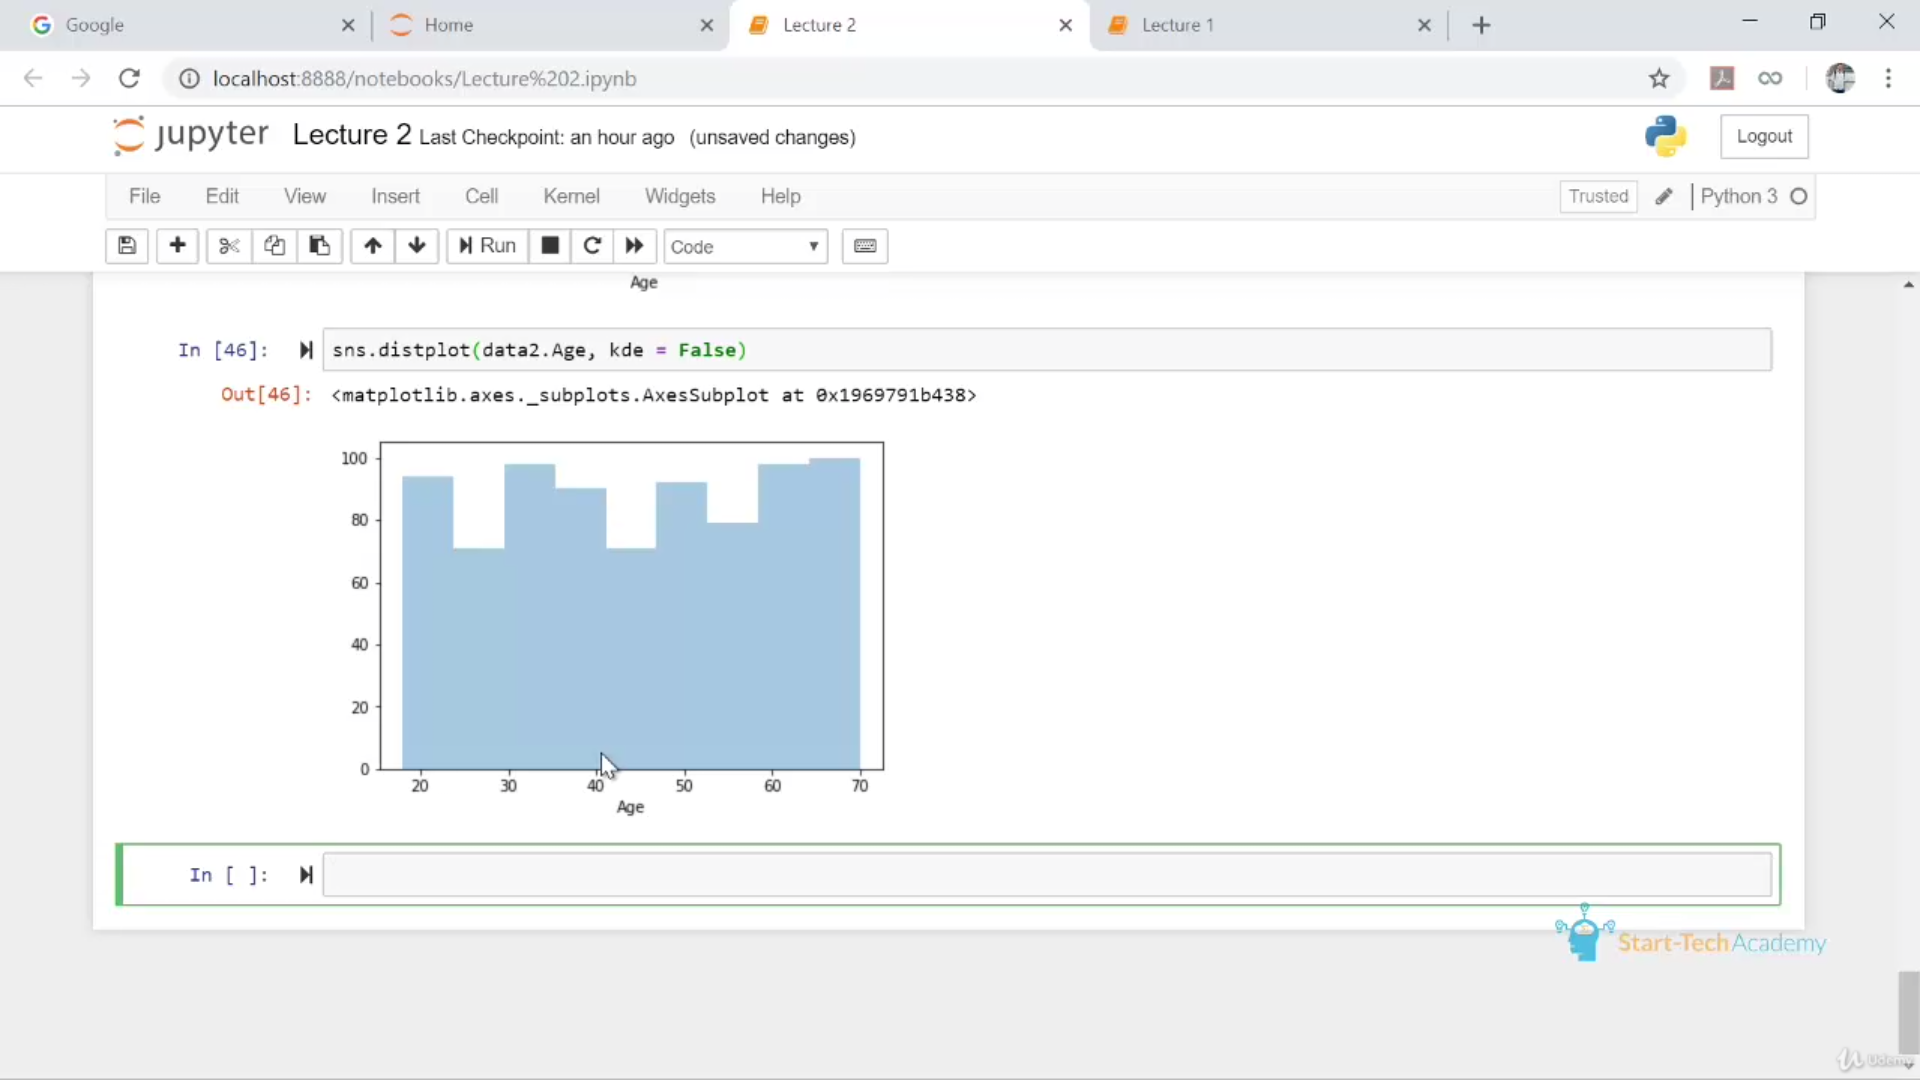 Google
Home
Lecture 2
Lecture 1
localhost:8888/notebooks/Lecture%202.ipynb
jupyter Lecture 2 Last Checkpoint: an hour ago (unsaved changes)
Logout
File Edit View Insert Cell Kernel Widgets Help
Trusted
Python 3
Run
Code
Age
In [46]: sns.distplot(data2.Age, kde = False)
Out[46]: <matplotlib.axes._subplots.AxesSubplot at 0x1969791b438>
100
80
60
40
20
0
20 30 40 50 60 70
Age
In [ ]:
Start-Tech Academy
Udemy